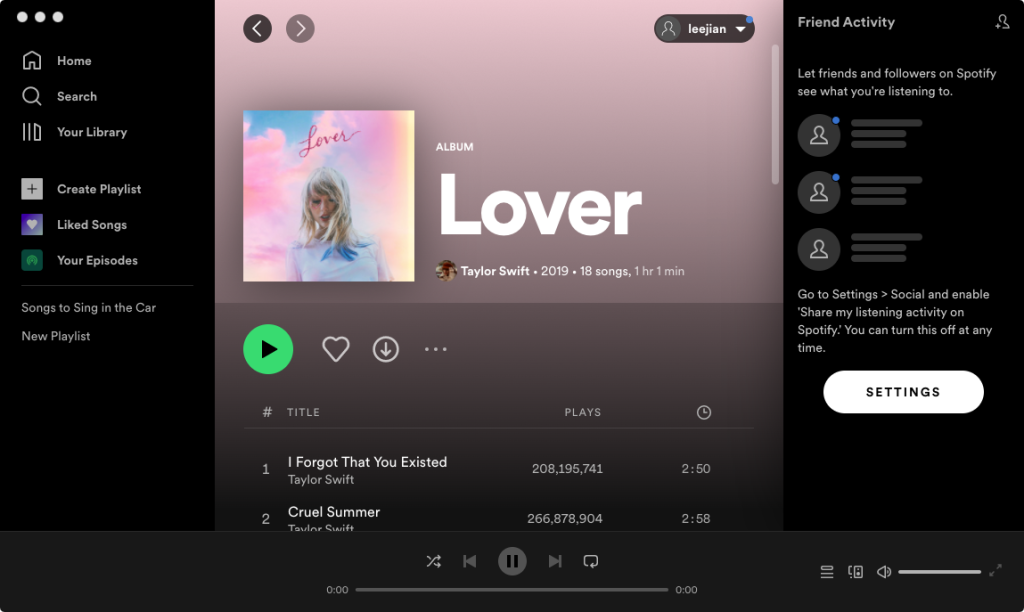 Home
Search
Your Library
Create Playlist
Liked Songs
Your Episodes
Songs to Sing in the Car
New Playlist
leejian
Lover
ALBUM
Lover
Taylor Swift • 2019 • 18 songs, 1 hr 1 min
# TITLE PLAYS
1 I Forgot That You Existed 208,195,741 2:50
Taylor Swift
2 Cruel Summer 266,878,904 2:58
Taylor Swift
Friend Activity
Let friends and followers on Spotify
see what you're listening to.
Go to Settings > Social and enable
'Share my listening activity on
Spotify.' You can turn this off at any
time.
SETTINGS
0:00 0:00